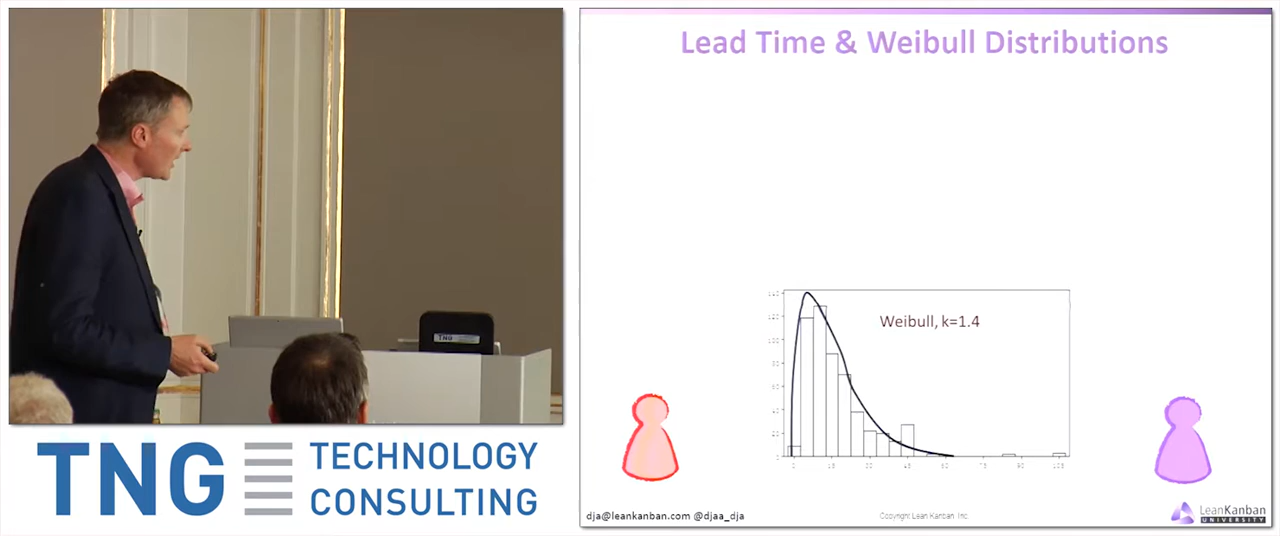 Lead Time & Weibull Distributions
Weibull, k=1.4
TNG
TNG
TECHNOLOGY
CONSULTING
dja@leankanban.com @djaa_dja
Copyright Lean Kanban Inc.
LeanKanban
UNIVERSITY